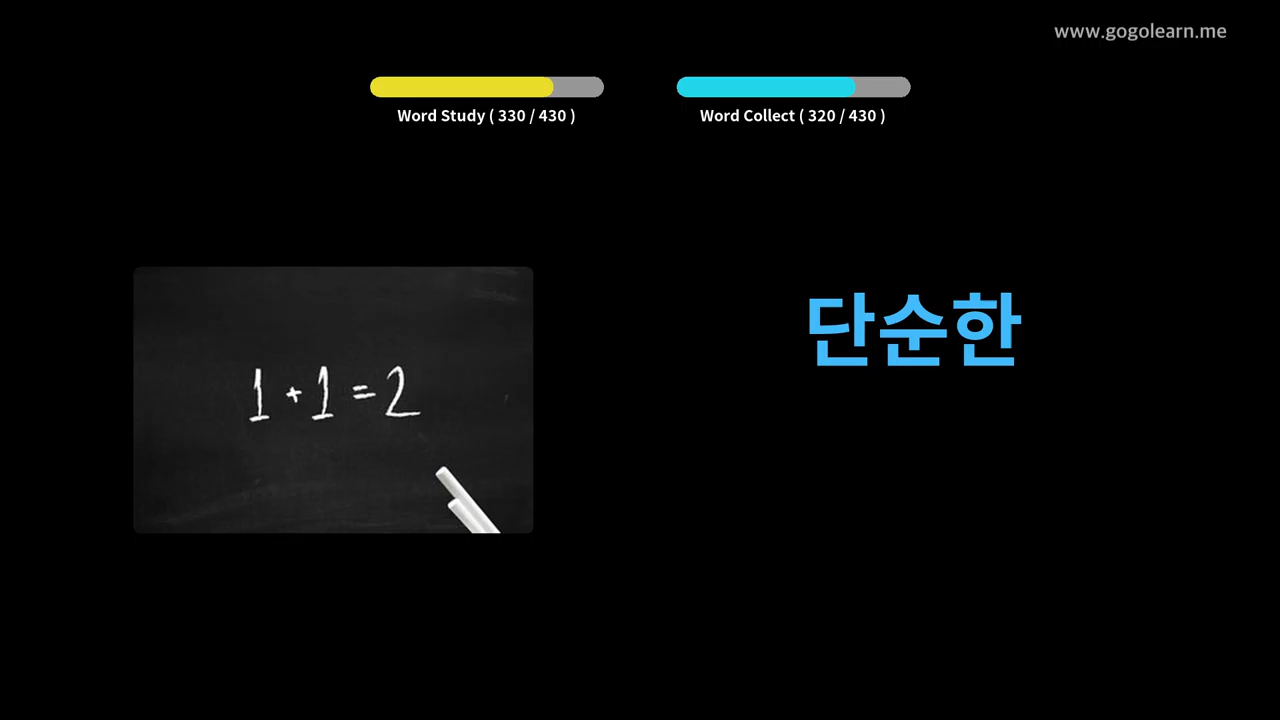 www.gogolearn.me
Word Study ( 330 / 430 )
Word Collect ( 320 / 430 )
1 + 1 = 2
단순한